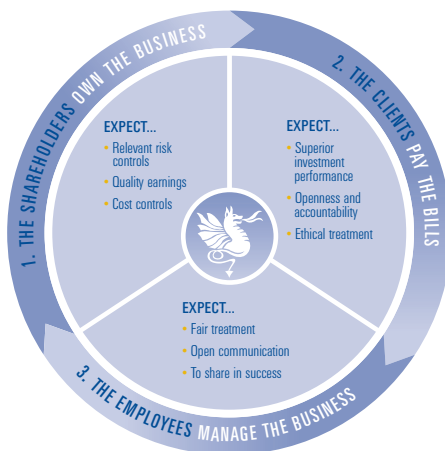 1. THE SHAREHOLDERS OWN THE BUSINESS
EXPECT...
• Relevant risk
controls
• Quality earnings
• Cost controls
2. THE CLIENTS PAY THE BILLS
EXPECT...
• Superior
investment
performance
• Openness and
accountability
• Ethical treatment
EXPECT...
• Fair treatment
• Open communication
• To share in success
3. THE EMPLOYEES MANAGE THE BUSINESS